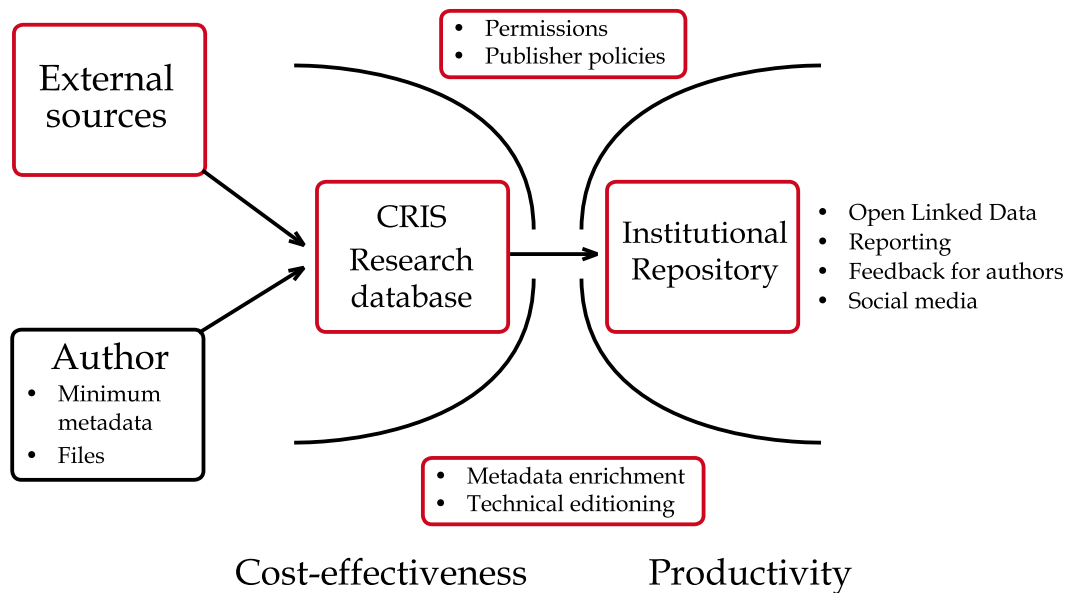 External
sources
• Permissions
• Publisher policies
CRIS
Research
database
Institutional
Repository
• Open Linked Data
• Reporting
• Feedback for authors
• Social media
Author
• Minimum
metadata
• Files
• Metadata enrichment
• Technical editioning
Cost-effectiveness
Productivity